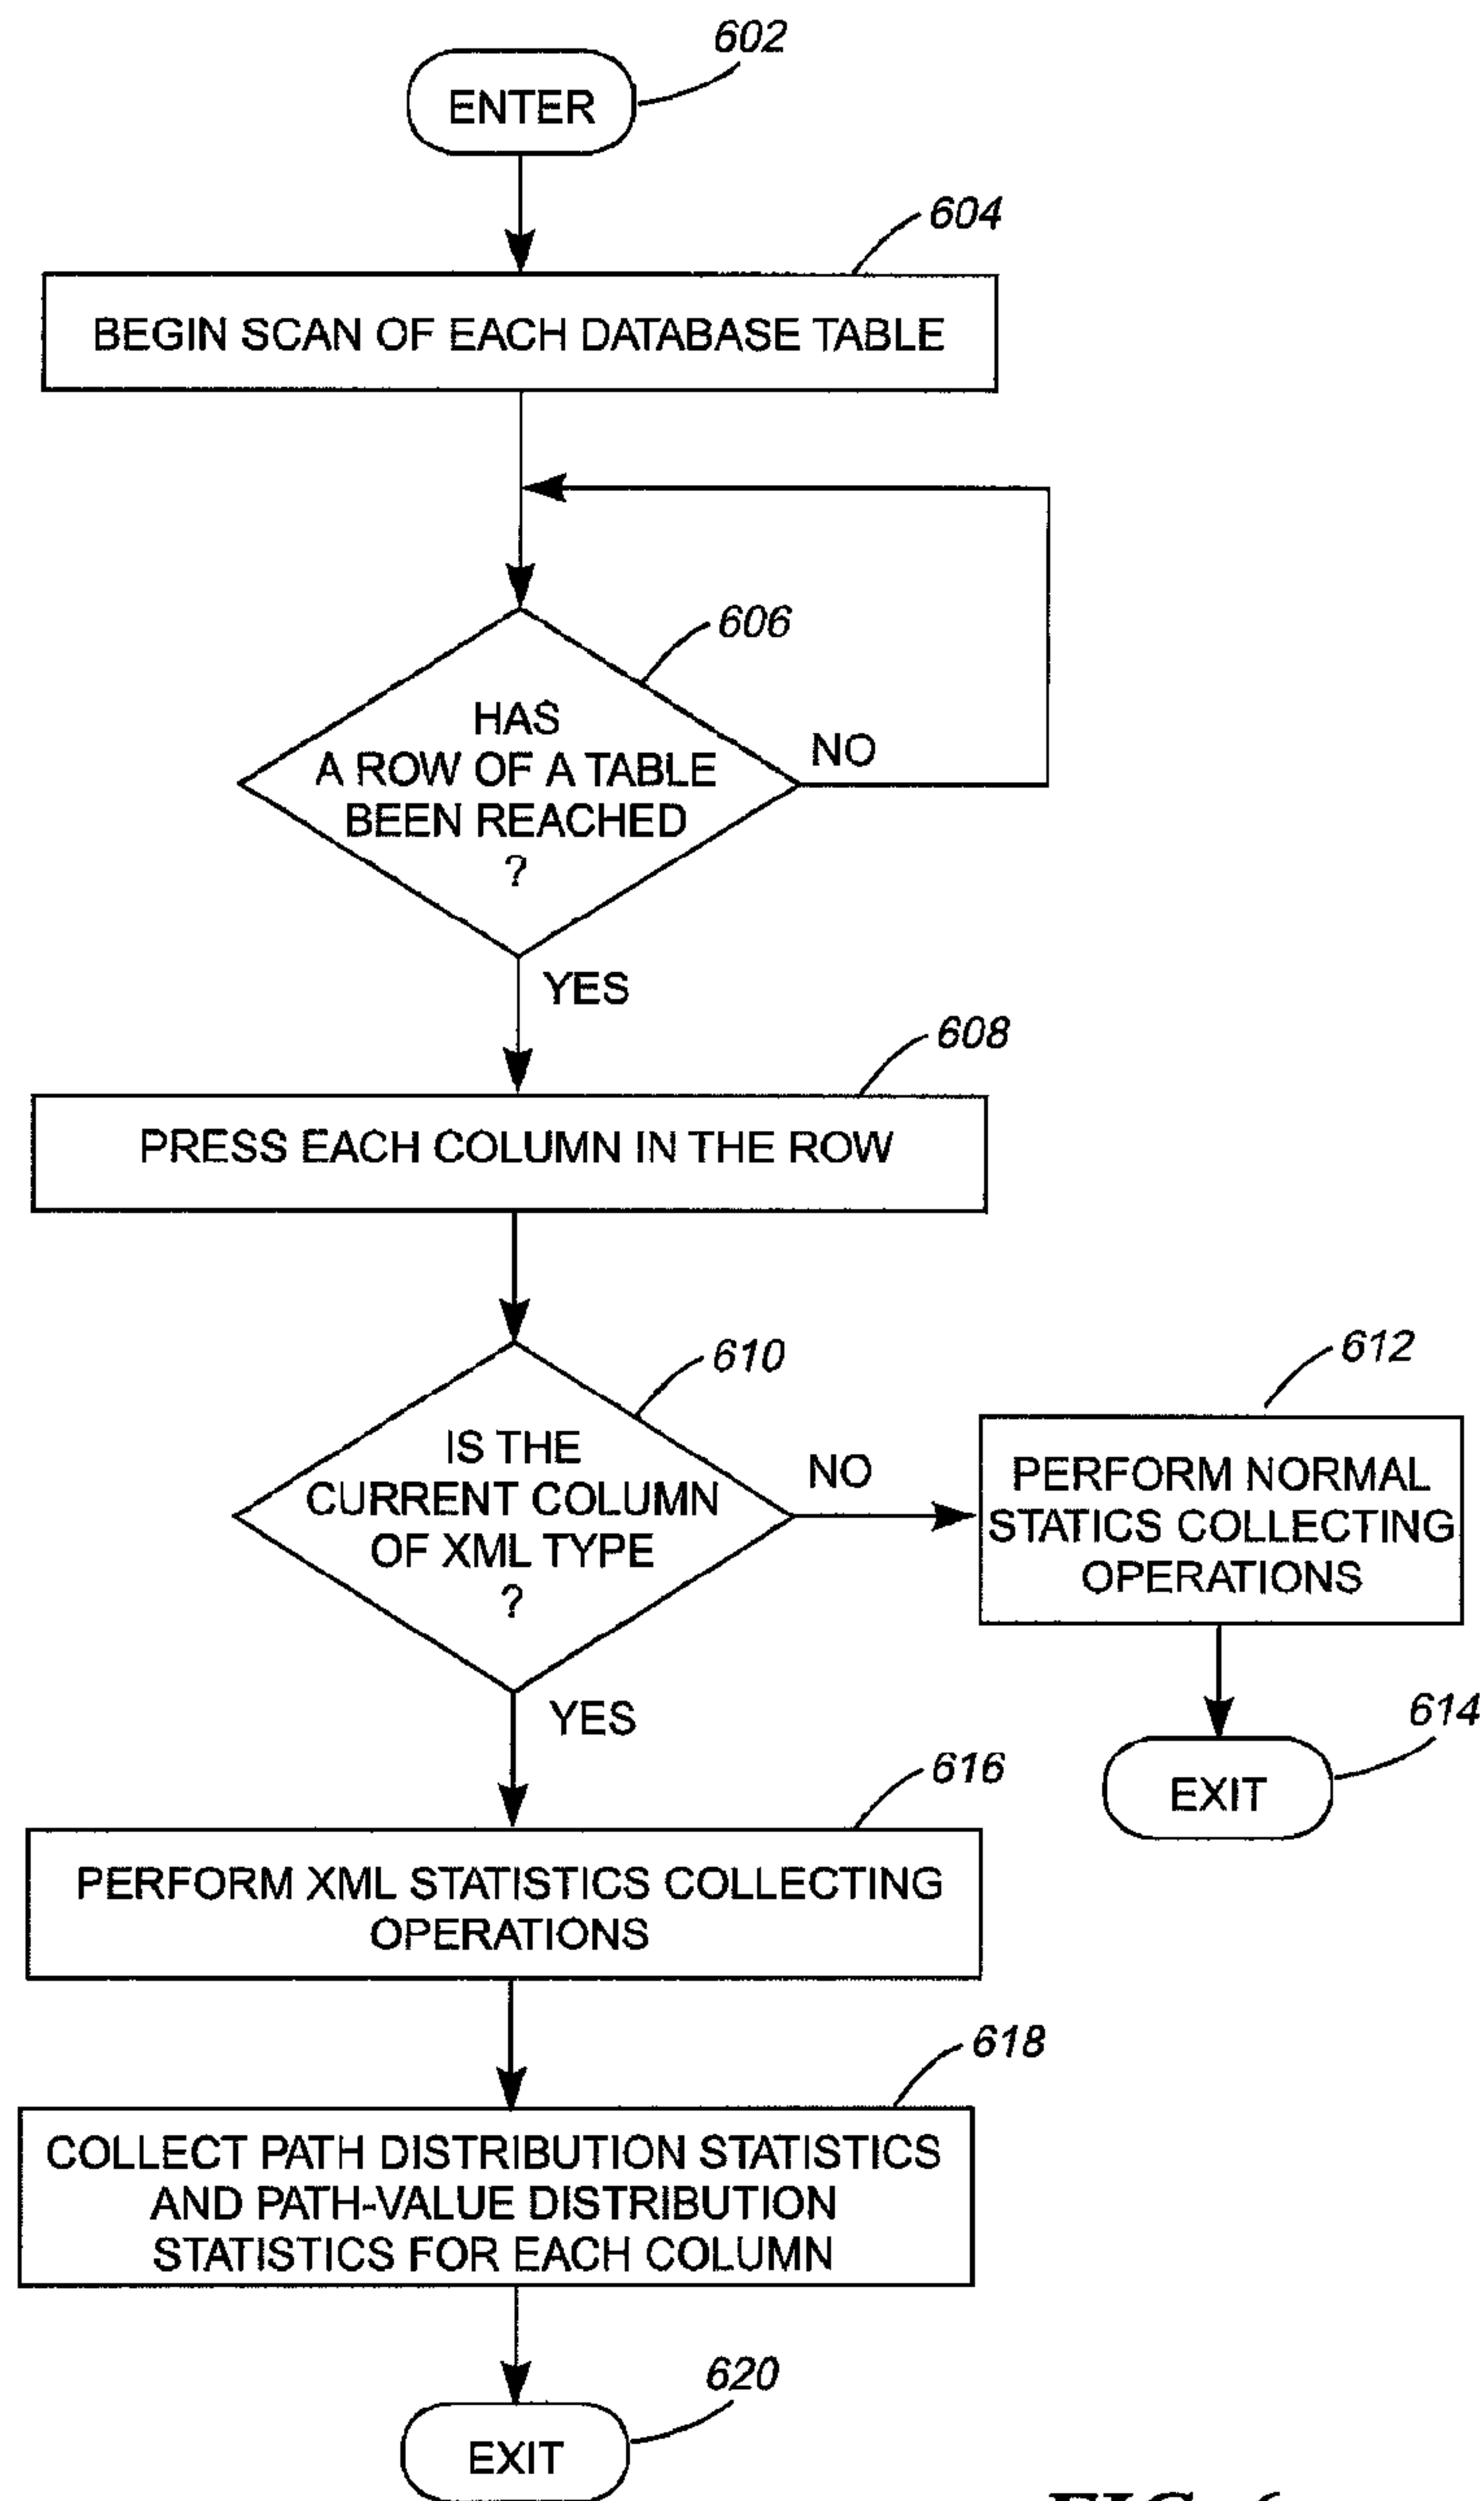 602
ENTER
604
BEGIN SCAN OF EACH DATABASE TABLE
606
HAS
A ROW OF A TABLE
BEEN REACHED
?
NO
YES
608
PRESS EACH COLUMN IN THE ROW
610
IS THE
CURRENT COLUMN
OF XML TYPE
?
NO
612
PERFORM NORMAL
STATICS COLLECTING
OPERATIONS
614
EXIT
YES
616
PERFORM XML STATISTICS COLLECTING
OPERATIONS
618
COLLECT PATH DISTRIBUTION STATISTICS
AND PATH-VALUE DISTRIBUTION
STATISTICS FOR EACH COLUMN
620
EXIT